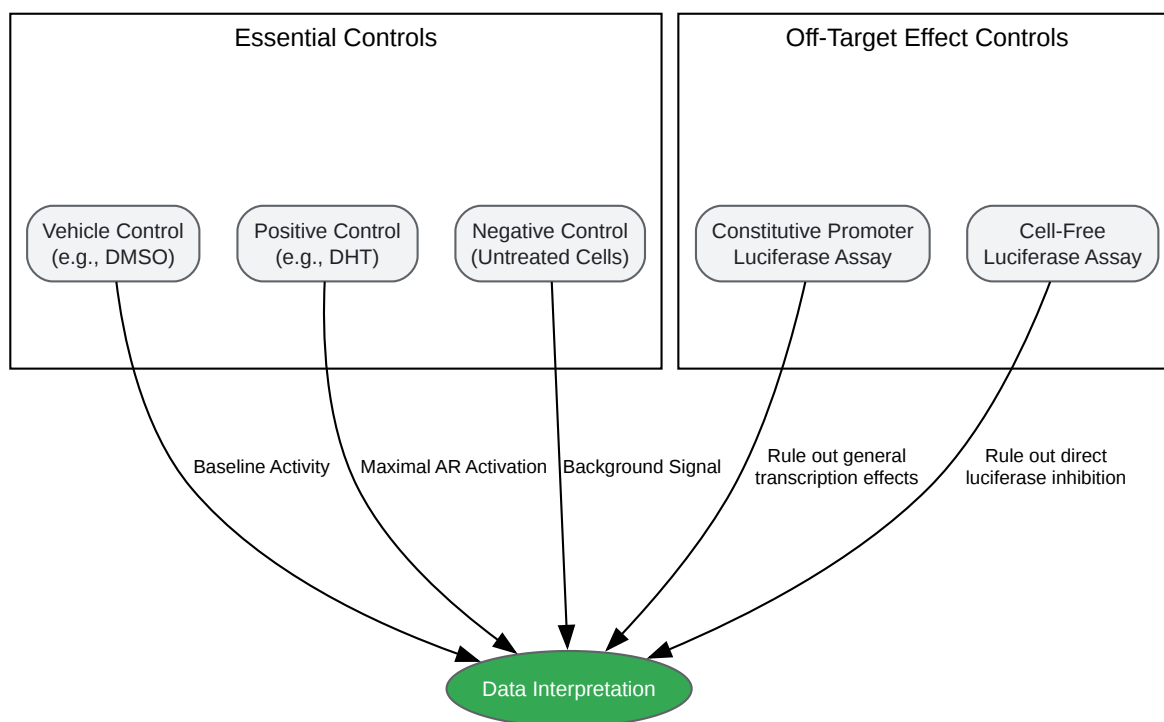 Essential Controls
Off-Target Effect Controls
Vehicle Control
(e.g., DMSO)
Positive Control
(e.g., DHT)
Negative Control
(Untreated Cells)
Constitutive Promoter
Luciferase Assay
Cell-Free
Luciferase Assay
Baseline Activity
Maximal AR Activation
Background Signal
Rule out general
transcription effects
Rule out direct
luciferase inhibition
Data Interpretation